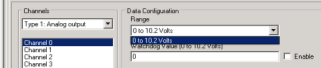 Channels
Type 1: Analog output
Channel 0
Channel 1
Channel 2
Channel 3
Data Configuration
Range
0 to 10.2 Volts
0 to 10.2 Volts
Watchdog Value (0 to 10.2 Volts)
0
Enable